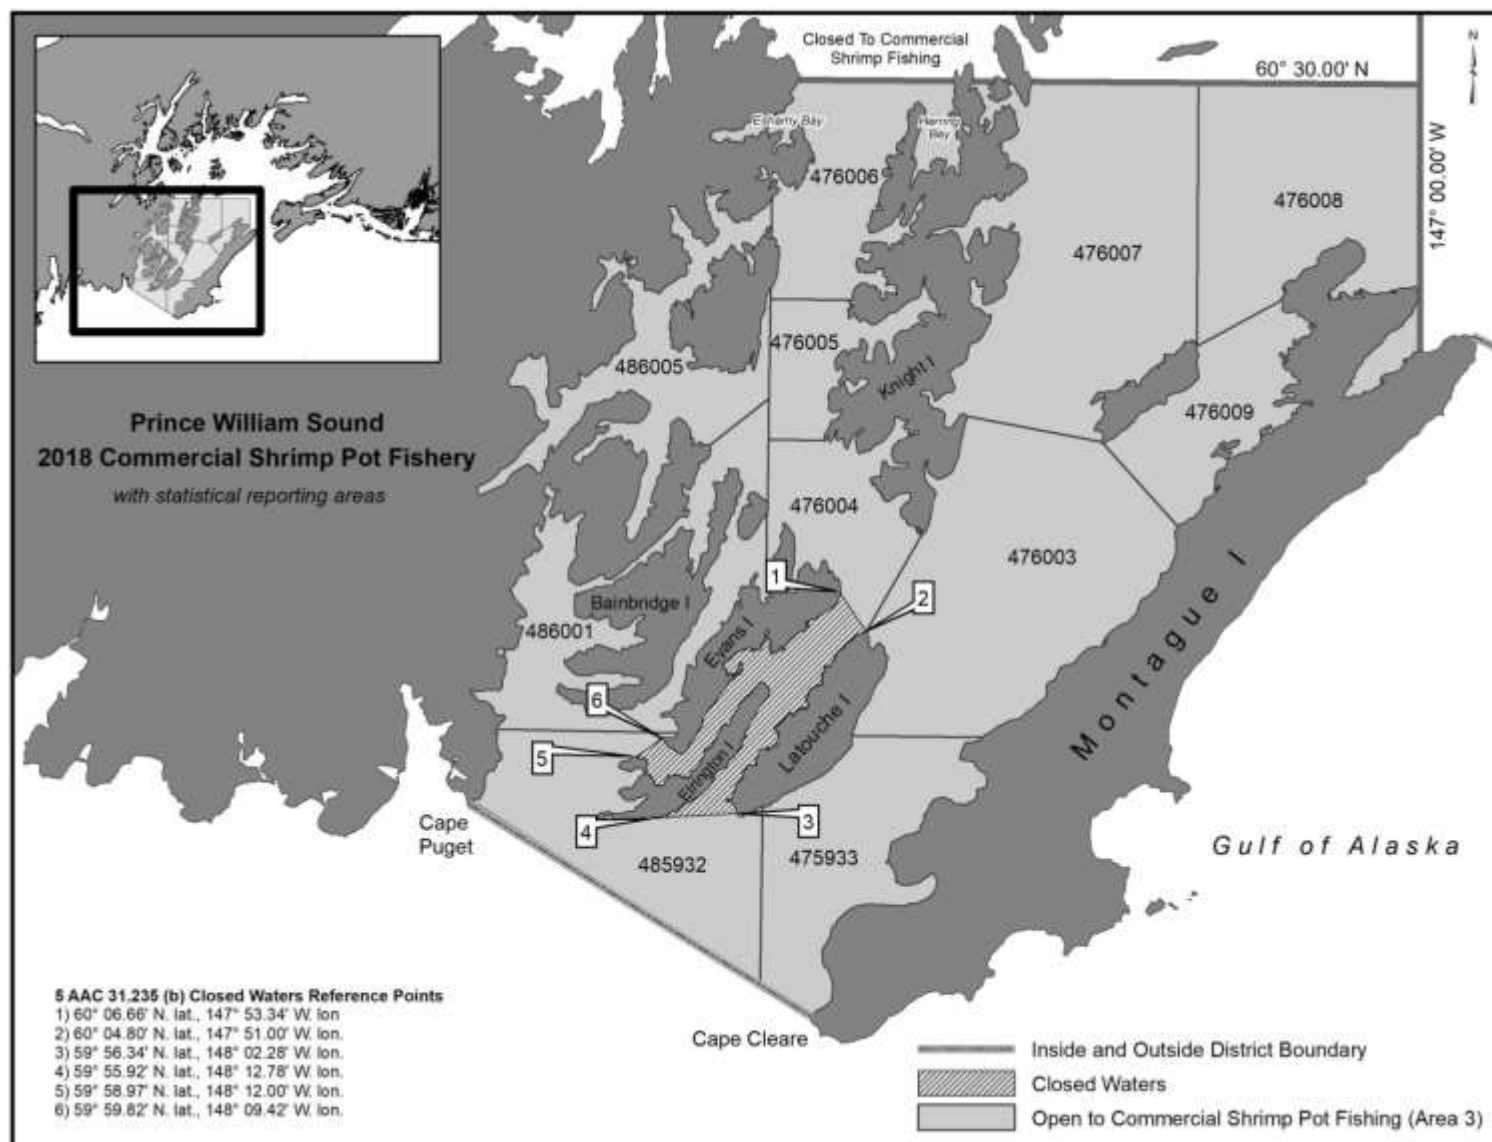 Closed To Commercial
Shrimp Fishing
N
60° 30.00' N
147° 00.00' W
Eshamy Bay
Herring
Bay
476006
476008
476007
476005
486005
Knight I
476009
Prince William Sound
2018 Commercial Shrimp Pot Fishery
with statistical reporting areas
476004
476003
1
2
Bainbridge I
486001
Evans I
Montague I
6
5
Latouche I
Elrington I
4
3
Cape
Puget
485932
475933
Gulf of Alaska
5 AAC 31.235 (b) Closed Waters Reference Points
1) 60° 06.66' N. lat., 147° 53.34' W. lon
2) 60° 04.80' N. lat., 147° 51.00' W. lon.
3) 59° 56.34' N. lat., 148° 02.28' W. lon.
4) 59° 55.92' N. lat., 148° 12.78' W. lon.
5) 59° 58.97' N. lat., 148° 12.00' W. lon.
6) 59° 59.82' N. lat., 148° 09.42' W. lon.
Cape Cleare
Inside and Outside District Boundary
Closed Waters
Open to Commercial Shrimp Pot Fishing (Area 3)